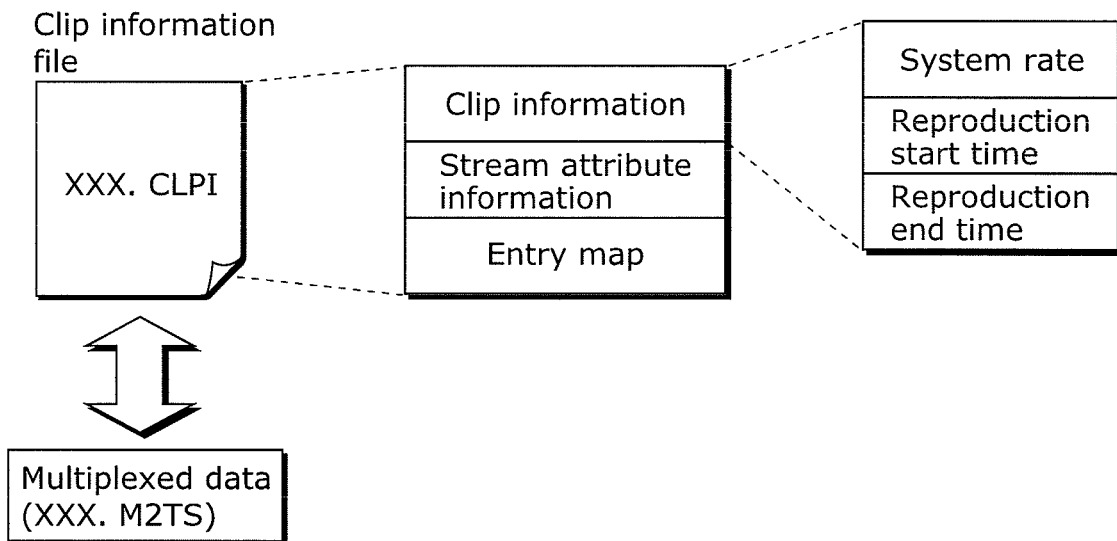 Clip information
file
XXX. CLPI
Multiplexed data
(XXX. M2TS)
Clip information
Stream attribute
information
Entry map
System rate
Reproduction
start time
Reproduction
end time